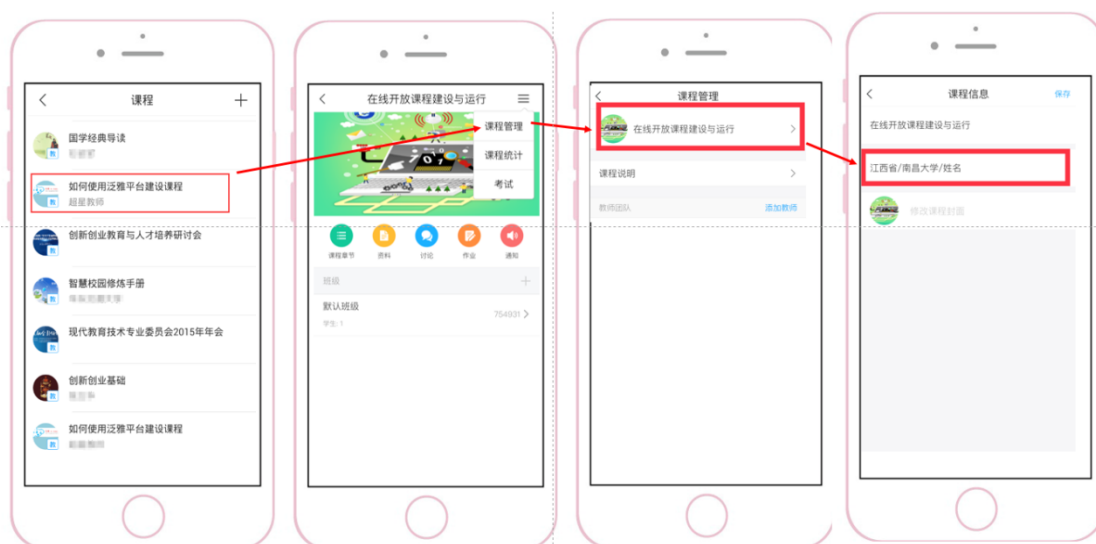 课程
国学经典导读
如何使用泛雅平台建设课程
超星教师
创新创业教育与人才培养研讨会
智慧校园修炼手册
现代教育技术专业委员会2015年年会
创新创业基础
如何使用泛雅平台建设课程
教
教
教
教
教
教
教
在线开放课程建设与运行
课程管理
课程统计
考试
课程章节
资料
讨论
作业
通知
班级
默认班级
学生: 1
754931
课程管理
在线开放课程建设与运行
课程说明
教师团队
添加教师
课程信息
保存
在线开放课程建设与运行
江西省/南昌大学/姓名
修改课程封面